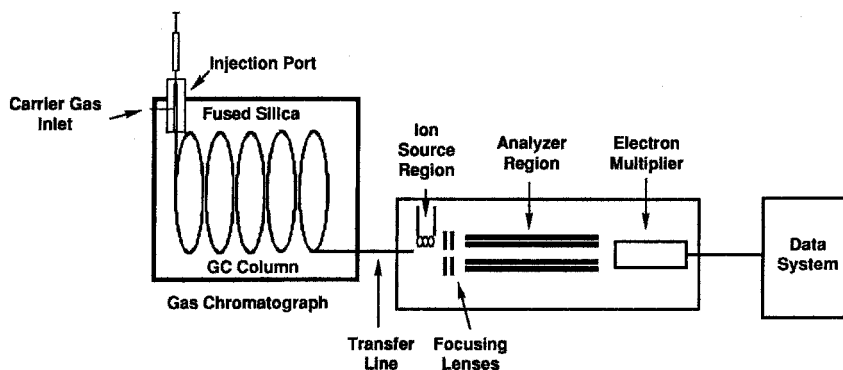 Injection Port
Carrier Gas
Inlet
Fused Silica
GC Column
Gas Chromatograph
Ion
Source
Region
Analyzer
Region
Electron
Multiplier
Data
System
Transfer
Line
Focusing
Lenses